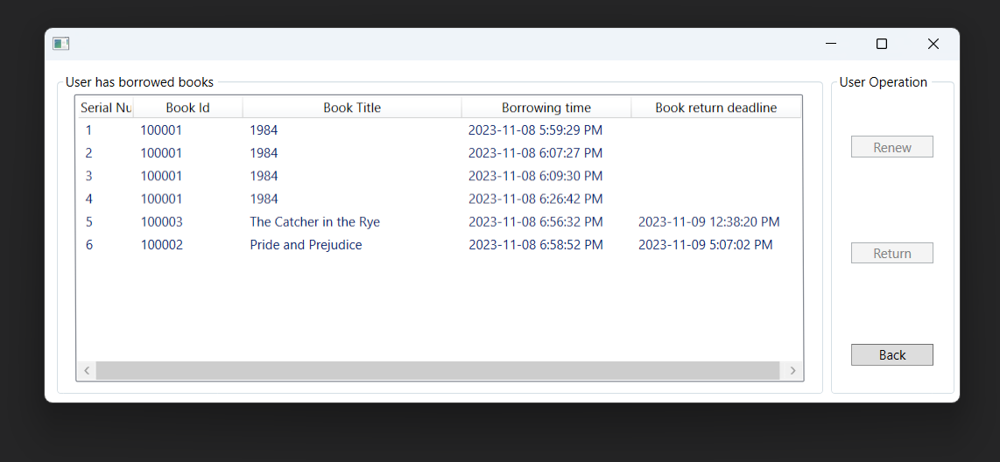 User has borrowed books
Serial Nu Book Id Book Title Borrowing time Book return deadline
1 100001 1984 2023-11-08 5:59:29 PM
2 100001 1984 2023-11-08 6:07:27 PM
3 100001 1984 2023-11-08 6:09:30 PM
4 100001 1984 2023-11-08 6:26:42 PM
5 100003 The Catcher in the Rye 2023-11-08 6:56:32 PM 2023-11-09 12:38:20 PM
6 100002 Pride and Prejudice 2023-11-08 6:58:52 PM 2023-11-09 5:07:02 PM
User Operation
Renew
Return
Back